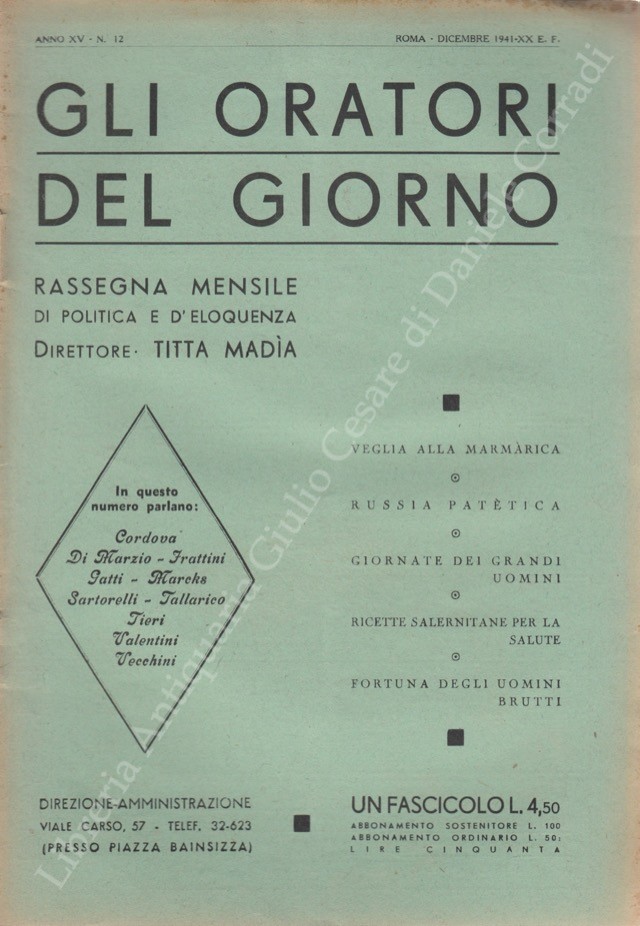 ANNO XV - N. 12
ROMA - DICEMBRE 1941-XX E. F.
GLI ORATORI
DEL GIORNO
RASSEGNA MENSILE
DI POLITICA E D'ELOQUENZA
DIRETTORE· TITTA MADÌA
In questo
numero parlano:
Cordova
Di Marzio - Frattini
Gatti - Marchs
Sartorelli - Tallarico
Tieri
Valentini
Vecchini
VEGLIA ALLA MARMÀRICA
RUSSIA PATÈTICA
GIORNATE DEI GRANDI
UOMINI
RICETTE SALERNITANE PER LA
SALUTE
FORTUNA DEGLI UOMINI
BRUTTI
DIREZIONE-AMMINISTRAZIONE
VIALE CARSO, 57 - TELEF. 32-623
(PRESSO PIAZZA BAINSIZZA)
UN FASCICOLO L. 4,50
ABBONAMENTO SOSTENITORE L. 100
ABBONAMENTO ORDINARIO L. 50:
LIRE CINQUANTA
Libreria Antiquaria Giulio Cesare di Daniele Corradi